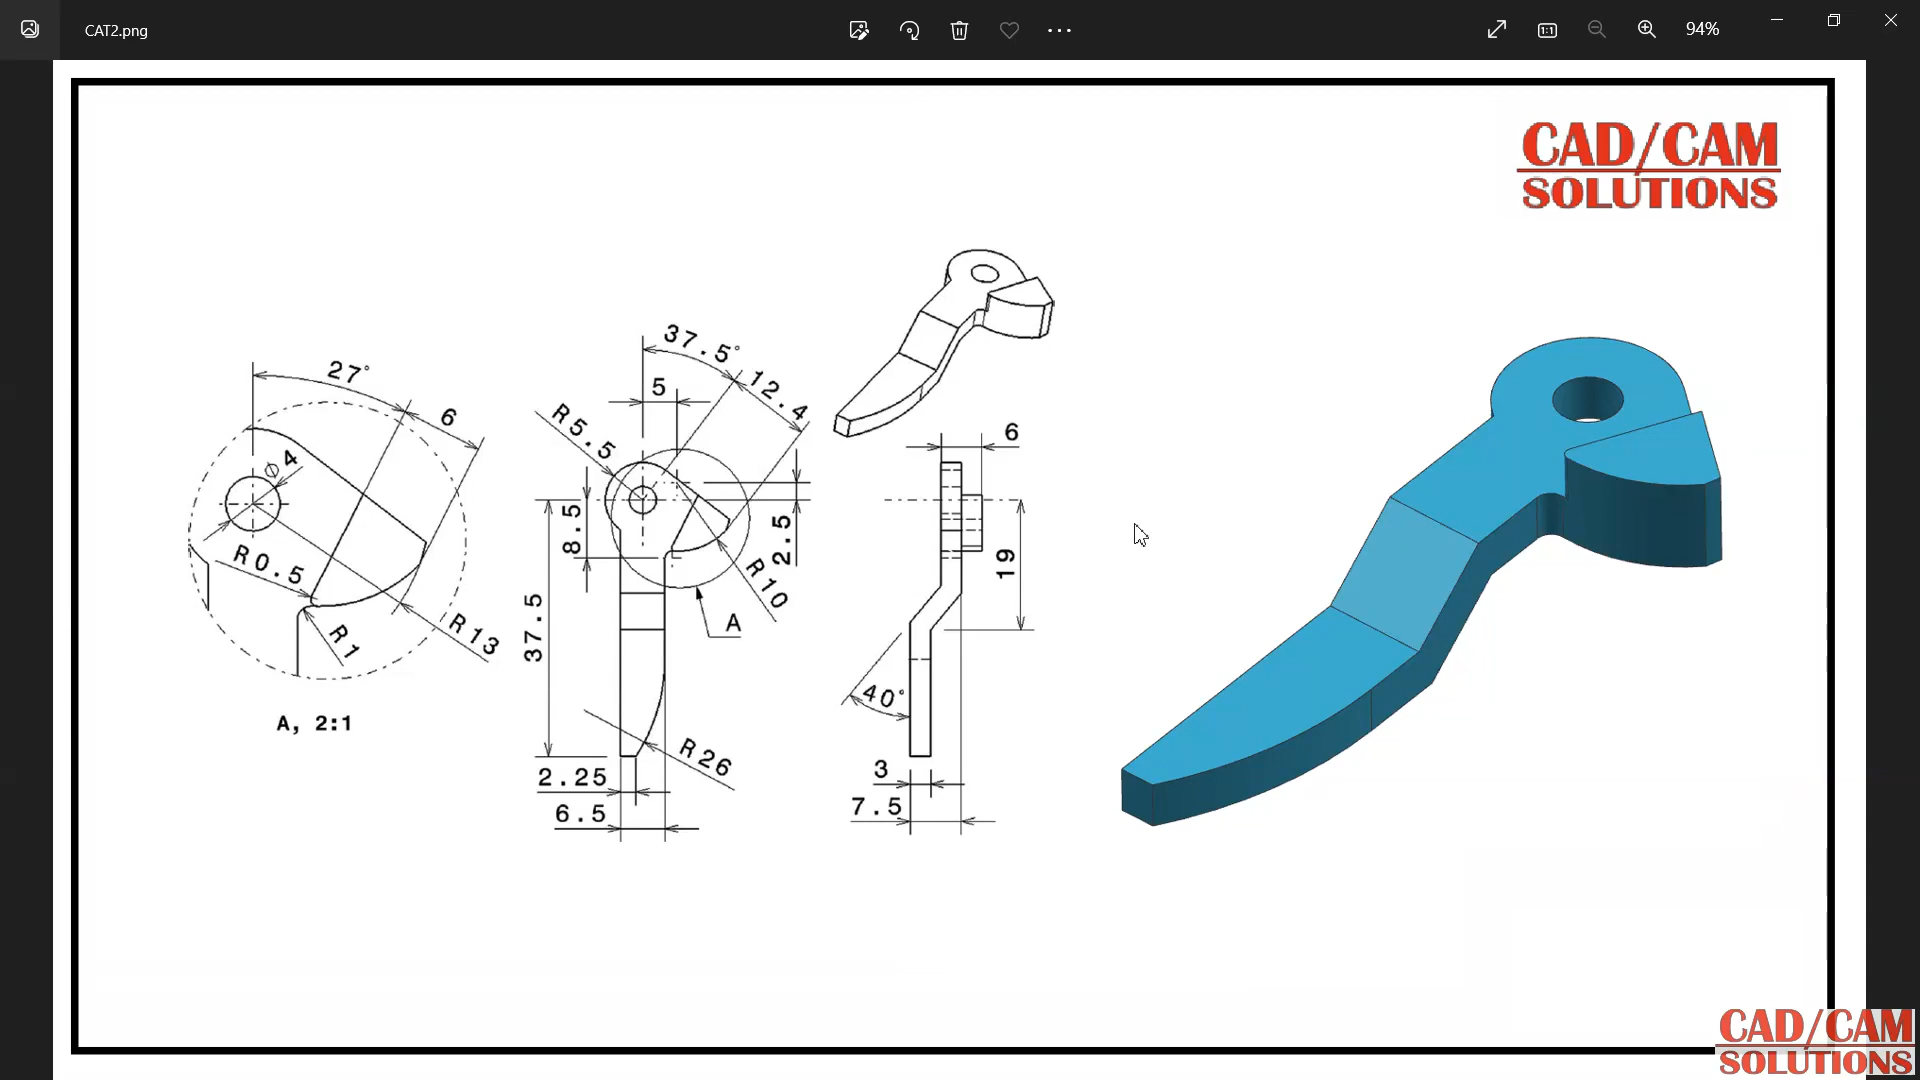 CAT2.png
1:1
94%
CAD/CAM
SOLUTIONS
27°
6
Ø4
R0.5
R1
R13
A, 2:1
37.5°
12.4
5
R5.5
8.5
2.5
R10
A
37.5
R26
2.25
6.5
6
19
40°
3
7.5
CAD/CAM
SOLUTIONS